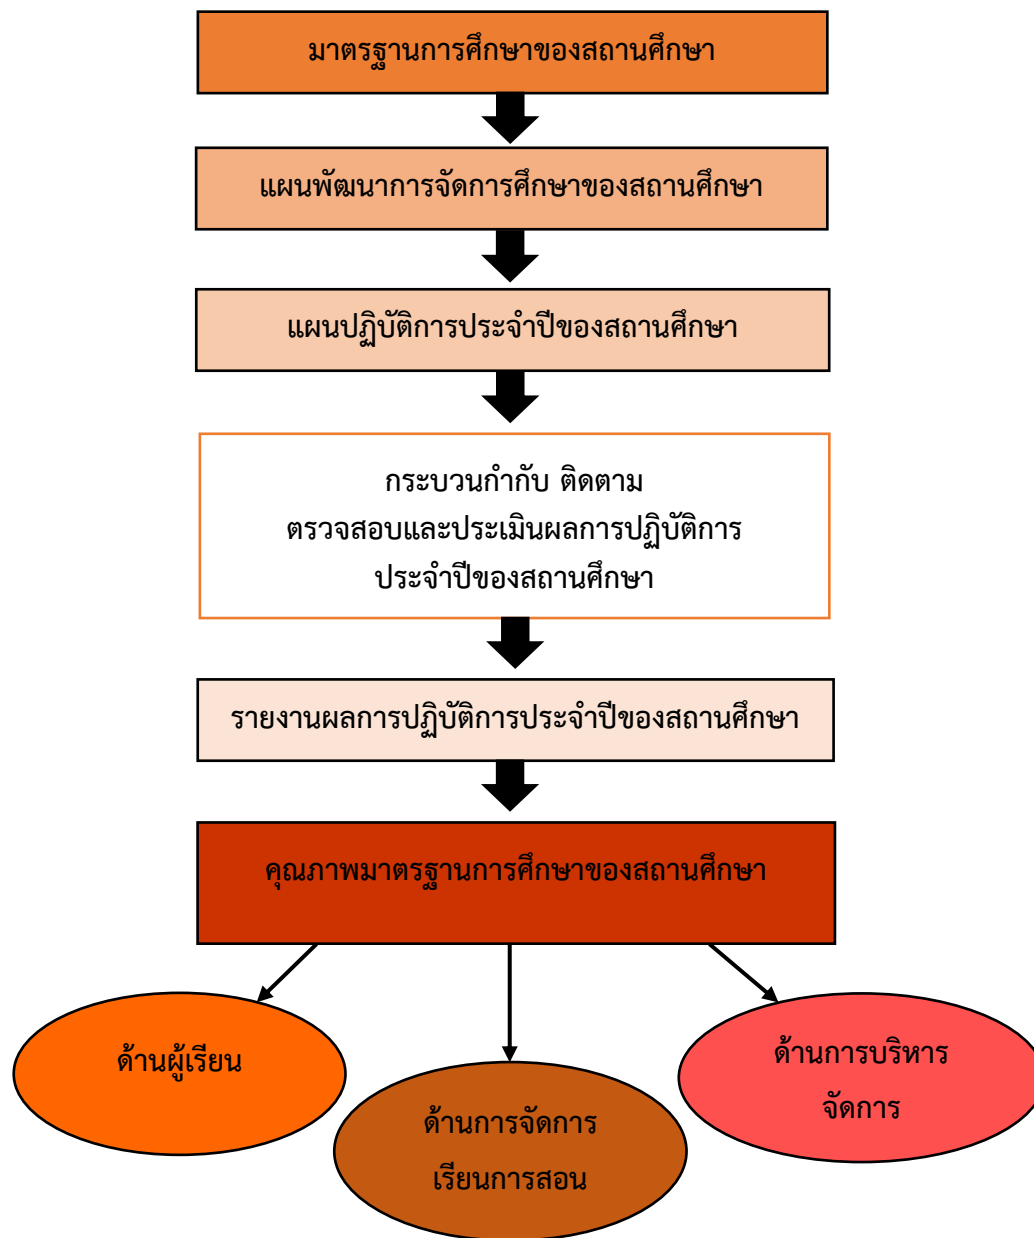 มาตรฐานการศึกษาของสถานศึกษา
แผนพัฒนาการจัดการศึกษาของสถานศึกษา
แผนปฏิบัติการประจำปีของสถานศึกษา
กระบวนกำกับ ติดตาม
ตรวจสอบและประเมินผลการปฏิบัติการ
ประจำปีของสถานศึกษา
รายงานผลการปฏิบัติการประจำปีของสถานศึกษา
คุณภาพมาตรฐานการศึกษาของสถานศึกษา
ด้านผู้เรียน
ด้านการจัดการ
เรียนการสอน
ด้านการบริหาร
จัดการ